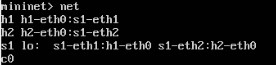 mininet> net
h1 h1-eth0:s1-eth1
h2 h2-eth0:s1-eth2
s1 lo:  s1-eth1:h1-eth0 s1-eth2:h2-eth0
c0